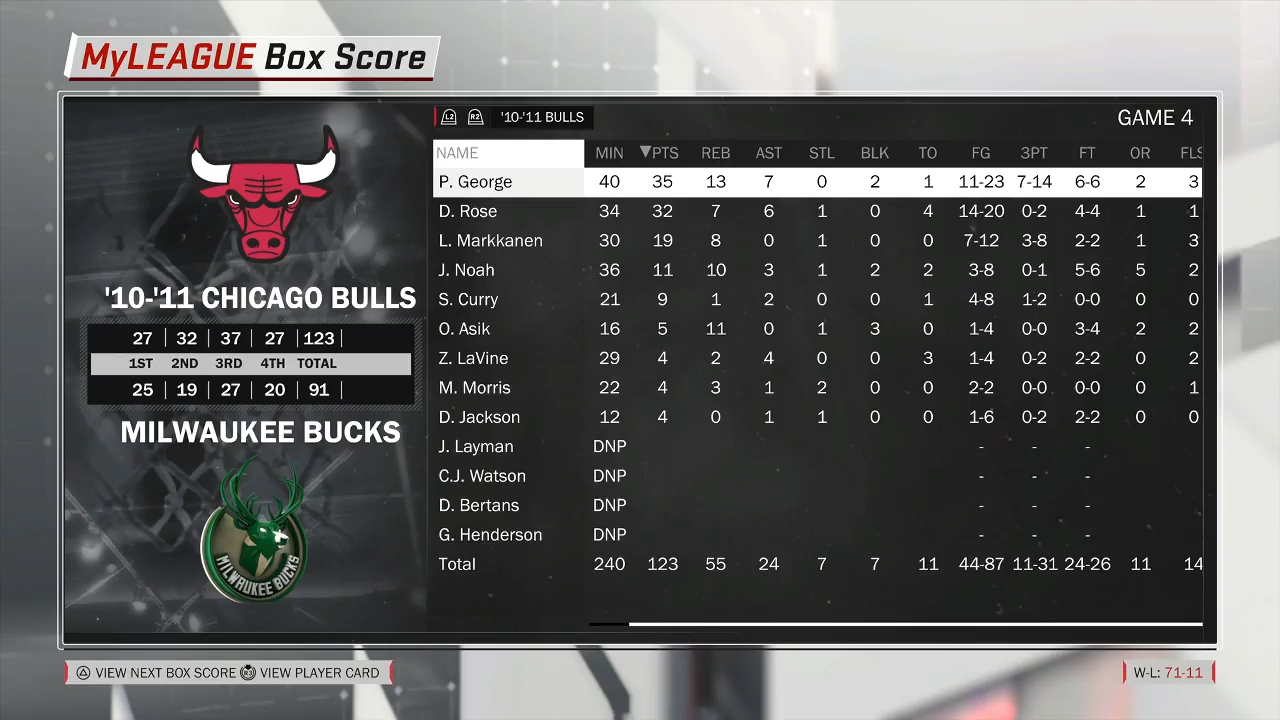 MyLEAGUE Box Score
L2 R2 '10-'11 BULLS GAME 4
NAME MIN ▼PTS REB AST STL BLK TO FG 3PT FT OR FLS
P. George 40 35 13 7 0 2 1 11-23 7-14 6-6 2 3
D. Rose 34 32 7 6 1 0 4 14-20 0-2 4-4 1 1
L. Markkanen 30 19 8 0 1 0 0 7-12 3-8 2-2 1 3
J. Noah 36 11 10 3 1 2 2 3-8 0-1 5-6 5 2
S. Curry 21 9 1 2 0 0 1 4-8 1-2 0-0 0 0
O. Asik 16 5 11 0 1 3 0 1-4 0-0 3-4 2 2
Z. LaVine 29 4 2 4 0 0 3 1-4 0-2 2-2 0 2
M. Morris 22 4 3 1 2 0 0 2-2 0-0 0-0 0 1
D. Jackson 12 4 0 1 1 0 0 1-6 0-2 2-2 0 0
J. Layman DNP - - -
C.J. Watson DNP - - -
D. Bertans DNP - - -
G. Henderson DNP - - -
Total 240 123 55 24 7 7 11 44-87 11-31 24-26 11 14
'10-'11 CHICAGO BULLS
27 32 37 27 123
1ST 2ND 3RD 4TH TOTAL
25 19 27 20 91
MILWAUKEE BUCKS
MILWAUKEE BUCKS
VIEW NEXT BOX SCORE R3 VIEW PLAYER CARD
W-L: 71-11